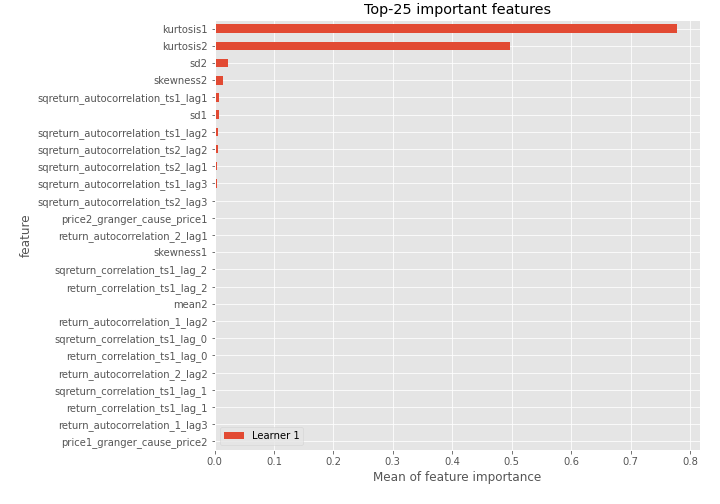 Top-25 important features
kurtosis1
kurtosis2
sd2
skewness2
sqreturn_autocorrelation_ts1_lag1
sd1
sqreturn_autocorrelation_ts1_lag2
sqreturn_autocorrelation_ts2_lag2
sqreturn_autocorrelation_ts2_lag1
sqreturn_autocorrelation_ts1_lag3
sqreturn_autocorrelation_ts2_lag3
price2_granger_cause_price1
return_autocorrelation_2_lag1
skewness1
sqreturn_correlation_ts1_lag_2
return_correlation_ts1_lag_2
mean2
return_autocorrelation_1_lag2
sqreturn_correlation_ts1_lag_0
return_correlation_ts1_lag_0
return_autocorrelation_2_lag2
sqreturn_correlation_ts1_lag_1
return_correlation_ts1_lag_1
return_autocorrelation_1_lag3
price1_granger_cause_price2
feature
Learner 1
0.0 0.1 0.2 0.3 0.4 0.5 0.6 0.7 0.8
Mean of feature importance